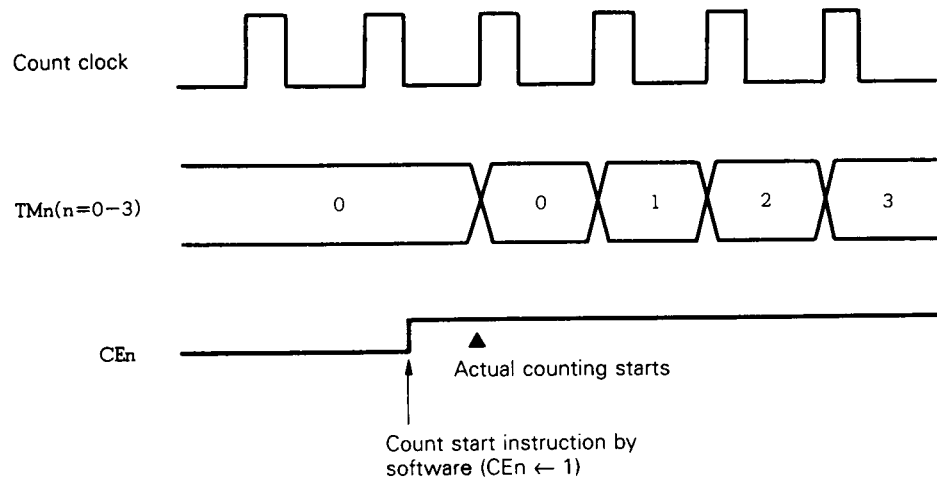 Count clock
TMn(n=0-3)
0
0
1
2
3
CEn
Actual counting starts
Count start instruction by
software (CEn ← 1)